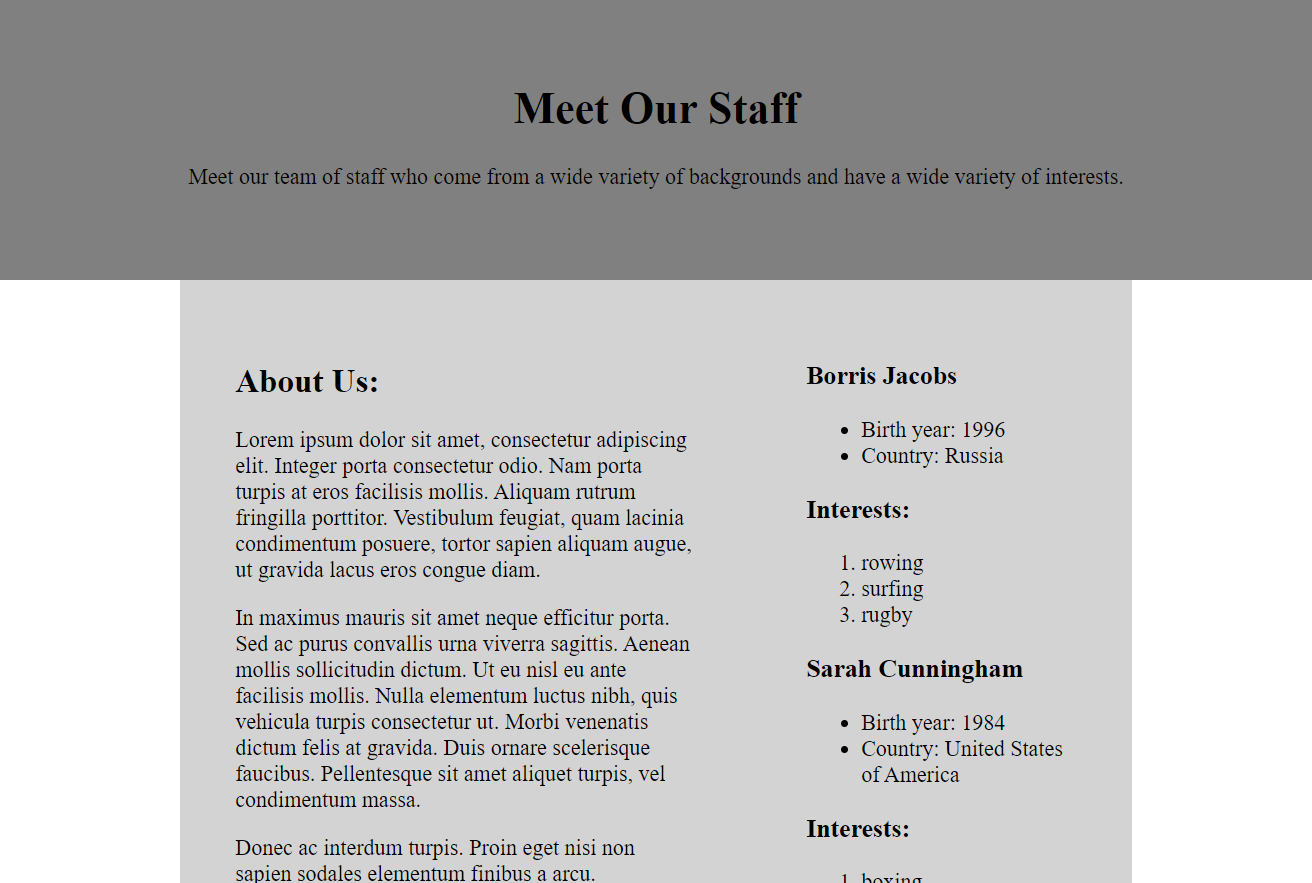 Meet Our Staff
Meet our team of staff who come from a wide variety of backgrounds and have a wide variety of interests.
About Us:
Lorem ipsum dolor sit amet, consectetur adipiscing
elit. Integer porta consectetur odio. Nam porta
turpis at eros facilisis mollis. Aliquam rutrum
fringilla porttitor. Vestibulum feugiat, quam lacinia
condimentum posuere, tortor sapien aliquam augue,
ut gravida lacus eros congue diam.
In maximus mauris sit amet neque efficitur porta.
Sed ac purus convallis urna viverra sagittis. Aenean
mollis sollicitudin dictum. Ut eu nisl eu ante
facilisis mollis. Nulla elementum luctus nibh, quis
vehicula turpis consectetur ut. Morbi venenatis
dictum felis at gravida. Duis ornare scelerisque
faucibus. Pellentesque sit amet aliquet turpis, vel
condimentum massa.
Donec ac interdum turpis. Proin eget nisi non
sapien sodales elementum finibus a arcu.
Borris Jacobs
• Birth year: 1996
• Country: Russia
Interests:
1. rowing
2. surfing
3. rugby
Sarah Cunningham
• Birth year: 1984
• Country: United States
of America
Interests:
1. boxing